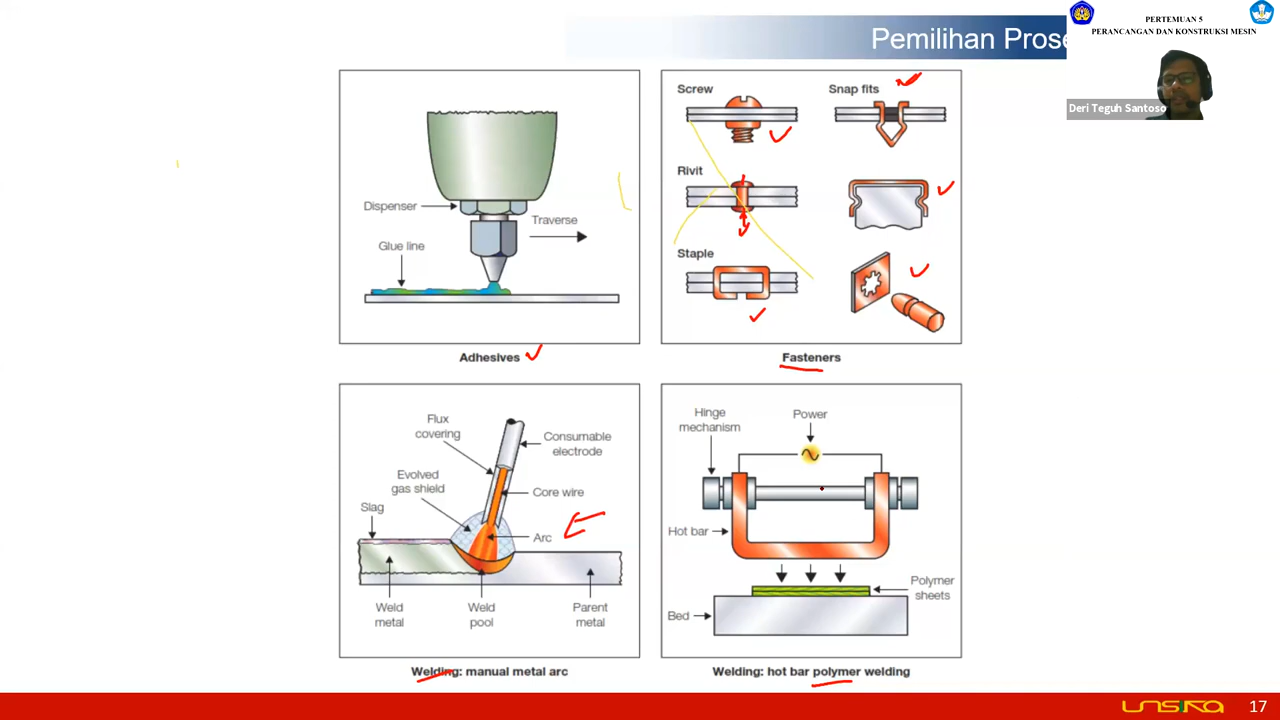 Pemilihan Prose
PERTEMUAN 5
PERANCANGAN DAN KONSTRUKSI MESIN
Deri Teguh Santoso
Dispenser
Traverse
Glue line
Adhesives
Screw
Snap fits
Rivit
Staple
Fasteners
Flux
covering
Consumable
electrode
Evolved
gas shield
Core wire
Slag
Arc
Weld
metal
Weld
pool
Parent
metal
Welding: manual metal arc
Hinge
mechanism
Power
Hot bar
Polymer
sheets
Bed
Welding: hot bar polymer welding
unsika
17